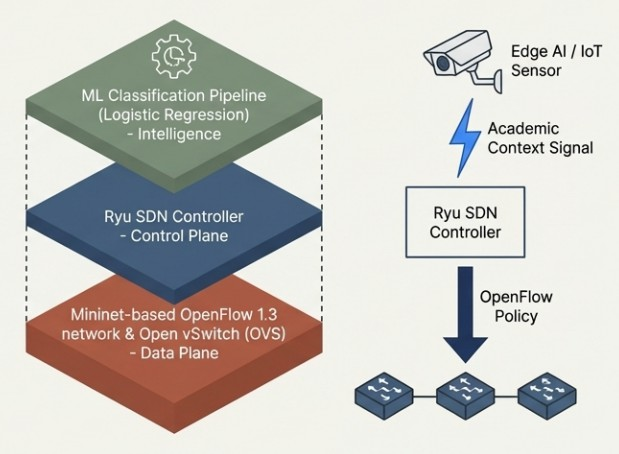 ML Classification Pipeline
(Logistic Regression)
- Intelligence
Ryu SDN Controller
- Control Plane
Mininet-based OpenFlow 1.3
network & Open vSwitch (OVS)
- Data Plane
Edge AI / IoT
Sensor
Academic
Context Signal
Ryu SDN
Controller
OpenFlow
Policy